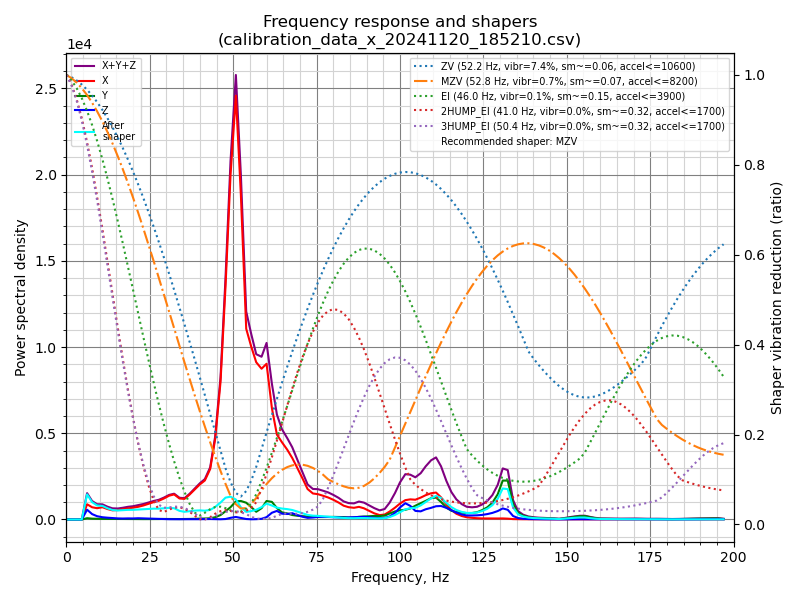 Frequency response and shapers
(calibration_data_x_20241120_185210.csv)
1e4
X+Y+Z
X
Y
Z
After
shaper
ZV (52.2 Hz, vibr=7.4%, sm~=0.06, accel<=10600)
MZV (52.8 Hz, vibr=0.7%, sm~=0.07, accel<=8200)
EI (46.0 Hz, vibr=0.1%, sm~=0.15, accel<=3900)
2HUMP_EI (41.0 Hz, vibr=0.0%, sm~=0.32, accel<=1700)
3HUMP_EI (50.4 Hz, vibr=0.0%, sm~=0.32, accel<=1700)
Recommended shaper: MZV
Power spectral density
2.5
2.0
1.5
1.0
0.5
0.0
1.0
0.8
0.6
0.4
0.2
0.0
Shaper vibration reduction (ratio)
0 25 50 75 100 125 150 175 200
Frequency, Hz